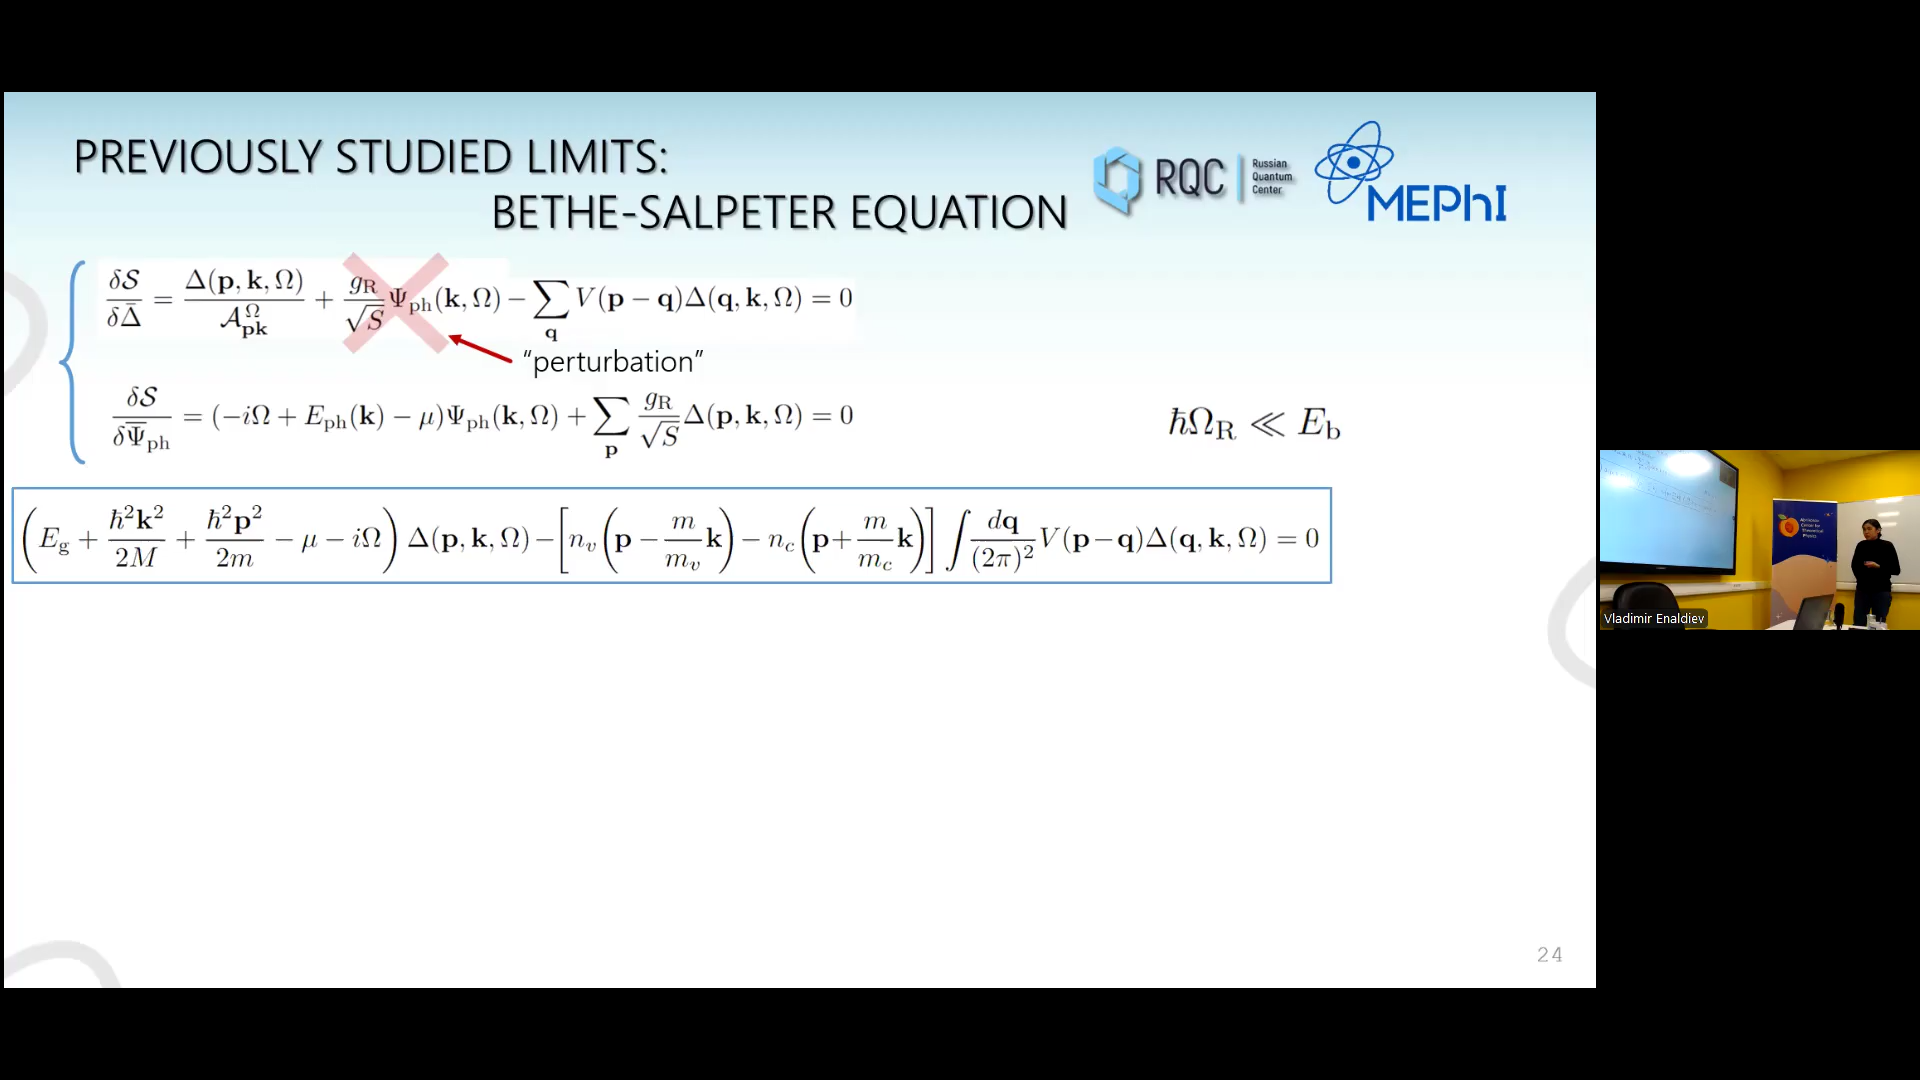 PREVIOUSLY STUDIED LIMITS:
BETHE-SALPETER EQUATION
RQC
Russian
Quantum
Center
MEPhI
δS/δΔ̄ = Δ(p, k, Ω)/𝒜^Ω_pk + g_R/√S Ψ_ph(k, Ω) − ∑_q V(p − q)Δ(q, k, Ω) = 0
"perturbation"
δS/δΨ̄_ph = (−iΩ + E_ph(k) − μ)Ψ_ph(k, Ω) + ∑_p g_R/√S Δ(p, k, Ω) = 0
ℏΩ_R ≪ E_b
(E_g + ℏ²k²/2M + ℏ²p²/2m − μ − iΩ) Δ(p, k, Ω) − [n_v(p − m/m_v k) − n_c(p + m/m_c k)] ∫ dq/(2π)² V(p−q)Δ(q, k, Ω) = 0
24
Vladimir Enaldiev